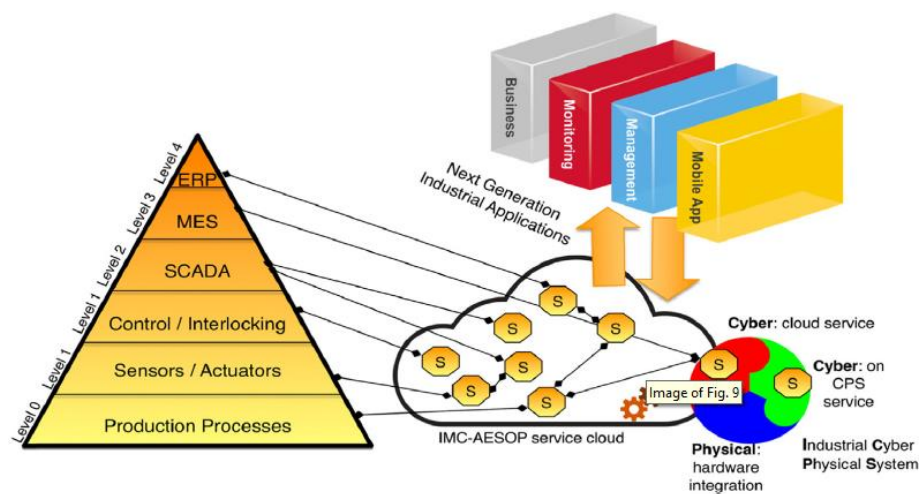 Business
Monitoring
Management
Mobile App
Next Generation
Industrial Applications
Level 4
Level 3
Level 2
Level 1
Level 1
Level 0
ERP
MES
SCADA
Control / Interlocking
Sensors / Actuators
Production Processes
S
S
S
S
S
S
S
S
S
IMC-AESOP service cloud
Cyber: cloud service
Cyber: on
CPS
service
Image of Fig. 9
Physical:
hardware
integration
Industrial Cyber
Physical System